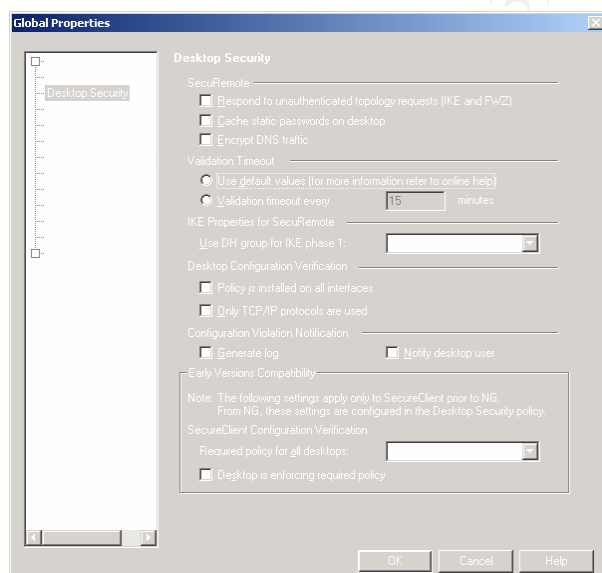 Global Properties
Desktop Security
Desktop Security
SecuRemote
Respond to unauthenticated topology requests (IKE and FWZ)
Cache static passwords on desktop
Encrypt DNS traffic
Validation Timeout
Use default values (for more information refer to online help)
Validation timeout every 15 minutes
IKE Properties for SecuRemote
Use DH group for IKE phase 1:
Desktop Configuration Verification
Policy is installed on all interfaces
Only TCP/IP protocols are used
Configuration Violation Notification
Generate log Notify desktop user
Early Versions Compatibility
Note: The following settings apply only to SecureClient prior to NG.
From NG, these settings are configured in the Desktop Security policy.
SecureClient Configuration Verification
Required policy for all desktops:
Desktop is enforcing required policy
OK Cancel Help